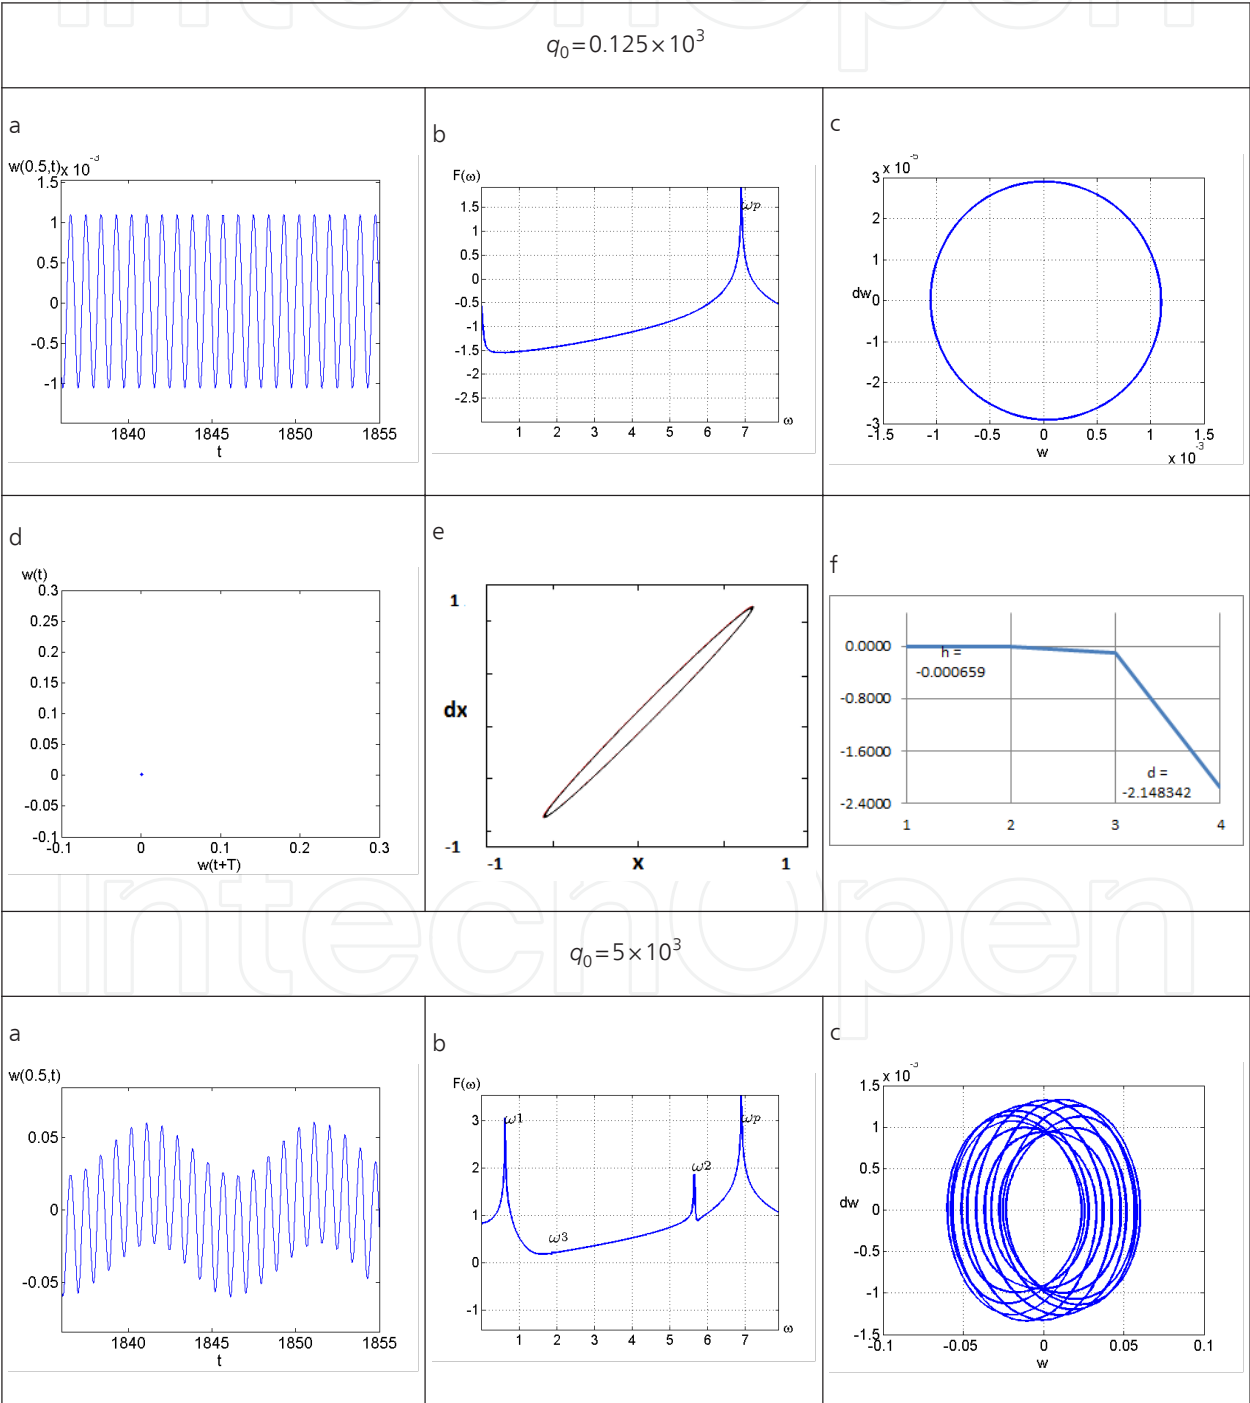 q₀=0.125×10³
a
b
c
w(0.5,t)
x 10⁻³
1.5
1
0.5
0
-0.5
-1
1840 1845 1850 1855
t
F(ω)
1.5
1
0.5
0
-0.5
-1
-1.5
-2
-2.5
ωp
1 2 3 4 5 6 7
ω
x 10⁻⁵
3
2
1
dw 0
-1
-2
-3
-1.5 -1 -0.5 0 0.5 1 1.5
w
x 10⁻³
d
e
f
w(t)
0.3
0.25
0.2
0.15
0.1
0.05
0
-0.05
-0.1
-0.1 0 0.1 0.2 0.3
w(t+T)
1
dx
-1
-1 x 1
0.0000
h =
-0.000659
-0.8000
-1.6000
d =
-2.148342
-2.4000
1 2 3 4
IntechOpen
q₀=5×10³
a
b
c
w(0.5,t)
0.05
0
-0.05
1840 1845 1850 1855
t
F(ω)
3
2
1
0
-1
ω1
ω2
ω3
ωp
1 2 3 4 5 6 7
ω
x 10⁻³
1.5
1
0.5
dw 0
-0.5
-1
-1.5
-0.1 -0.05 0 0.05 0.1
w